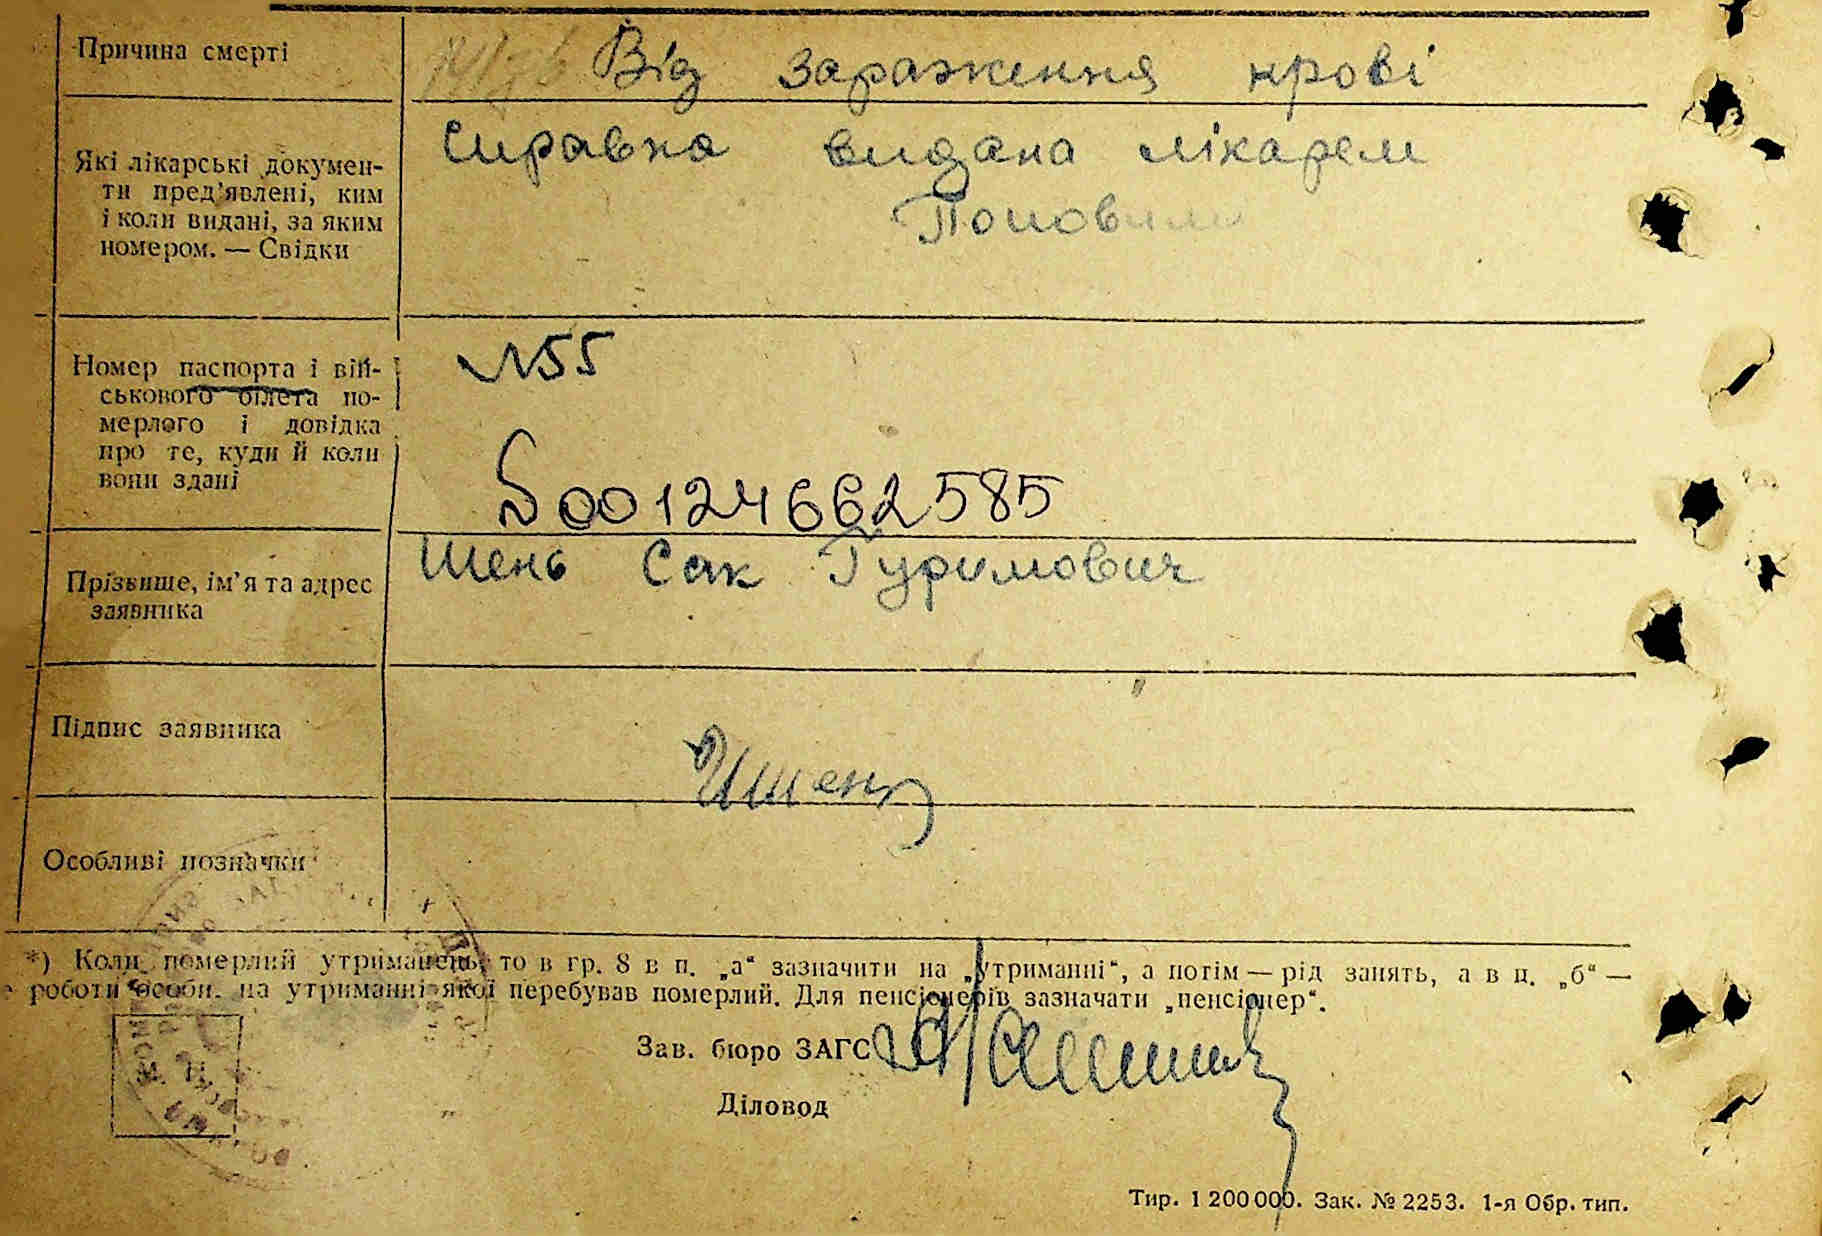 Причина смерті
Від зараження крові
Які лікарські докумен-
ти пред’явлені, ким
і коли видані, за яким
номером. — Свідки
Справка видана лікарем
Поповим
Номер паспорта і вій-
ськового білета по-
мерлого і довідка
про те, куди й коли
вони здані
№55
S00124662585
Прізвище, ім’я та адрес
заявника
Шень Сак Гуримович
Підпис заявника
Особливі позначки
*) Коли померлий утриманець, то в гр. 8 в п. „а“ зазначити на „утриманні“, а потім — рід занять, а в п. „б“ —
роботи особи, на утриманні якої перебував померлий. Для пенсіонерів зазначати „пенсіонер“.
Зав. бюро ЗАГС
Діловод
Тир. 1 200 000. Зак. № 2253. 1-я Обр. тип.